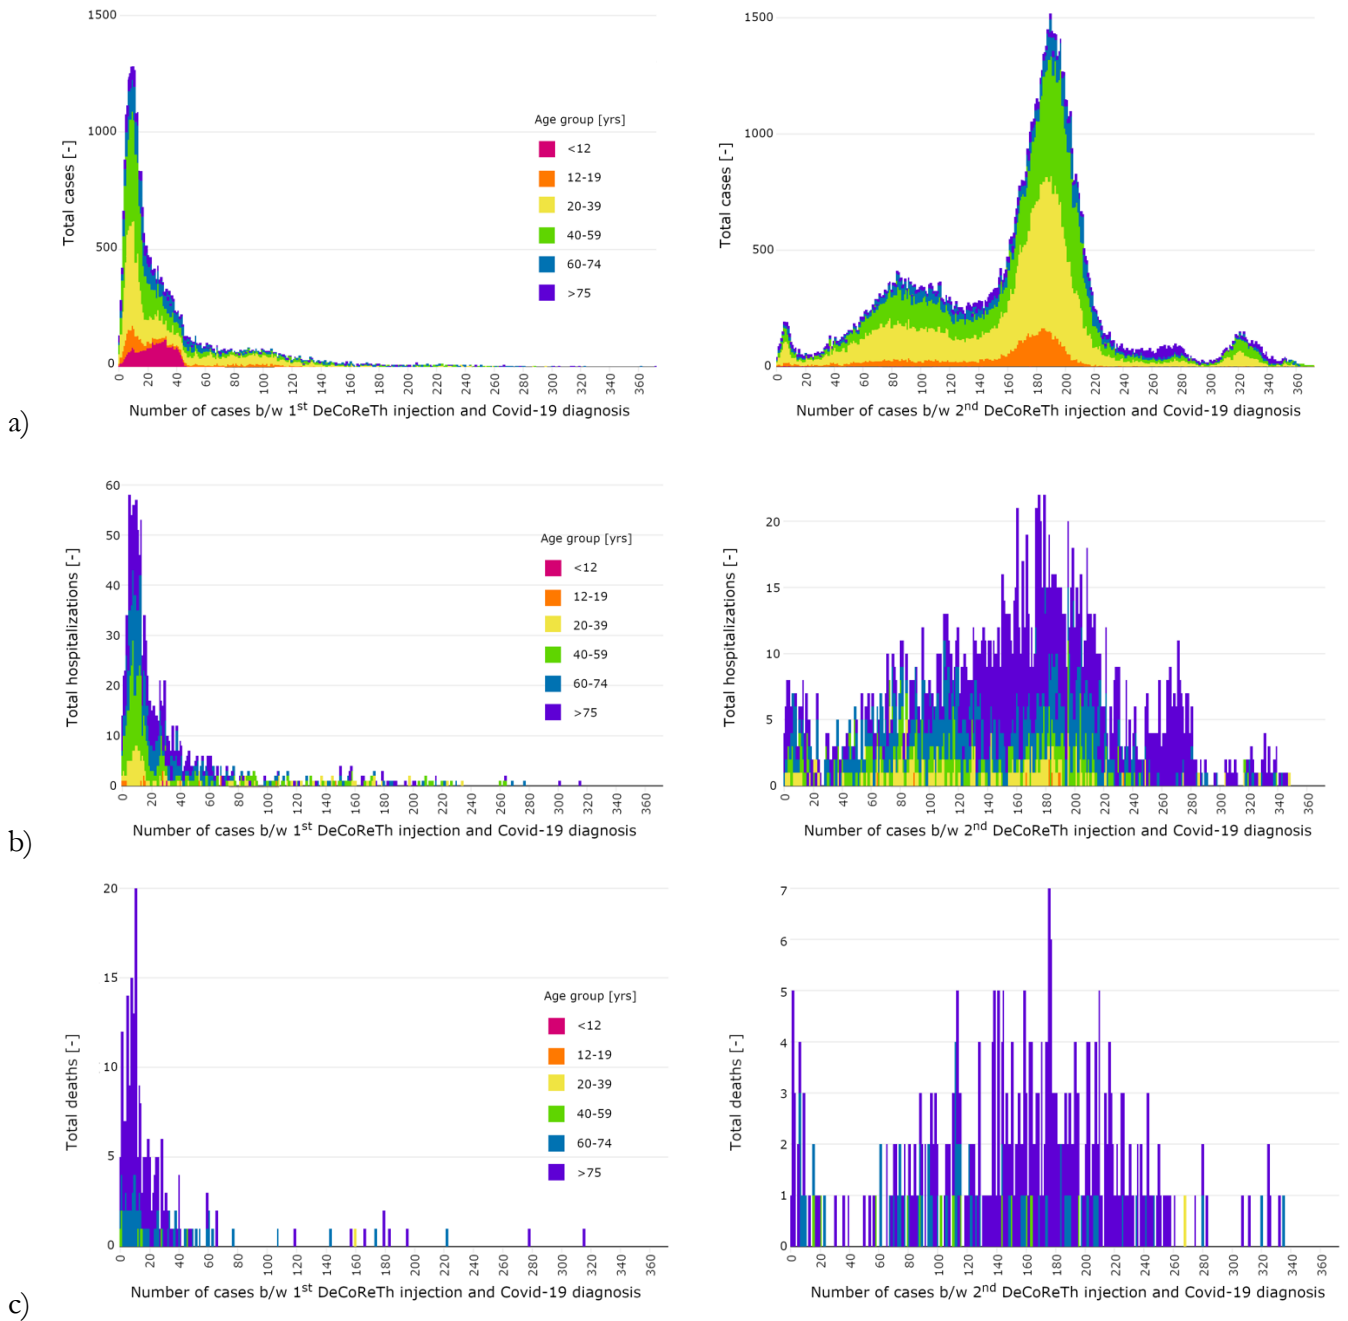 1500
1000
500
0
Total cases [-]
Age group [yrs]
<12
12-19
20-39
40-59
60-74
>75
0 20 40 60 80 100 120 140 160 180 200 220 240 260 280 300 320 340 360
Number of cases b/w 1st DeCoReTh injection and Covid-19 diagnosis
1500
1000
500
0
Total cases [-]
0 20 40 60 80 100 120 140 160 180 200 220 240 260 280 300 320 340 360
Number of cases b/w 2nd DeCoReTh injection and Covid-19 diagnosis
a)
60
50
40
30
20
10
0
Total hospitalizations [-]
Age group [yrs]
<12
12-19
20-39
40-59
60-74
>75
0 20 40 60 80 100 120 140 160 180 200 220 240 260 280 300 320 340 360
Number of cases b/w 1st DeCoReTh injection and Covid-19 diagnosis
20
15
10
5
0
Total hospitalizations [-]
0 20 40 60 80 100 120 140 160 180 200 220 240 260 280 300 320 340 360
Number of cases b/w 2nd DeCoReTh injection and Covid-19 diagnosis
b)
20
15
10
5
0
Total deaths [-]
Age group [yrs]
<12
12-19
20-39
40-59
60-74
>75
0 20 40 60 80 100 120 140 160 180 200 220 240 260 280 300 320 340 360
Number of cases b/w 1st DeCoReTh injection and Covid-19 diagnosis
7
6
5
4
3
2
1
0
Total deaths [-]
0 20 40 60 80 100 120 140 160 180 200 220 240 260 280 300 320 340 360
Number of cases b/w 2nd DeCoReTh injection and Covid-19 diagnosis
c)